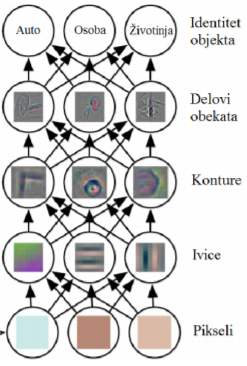 Auto Osoba Životinja
Identitet
objekta
Delovi
obekata
Konture
Ivice
Pikseli